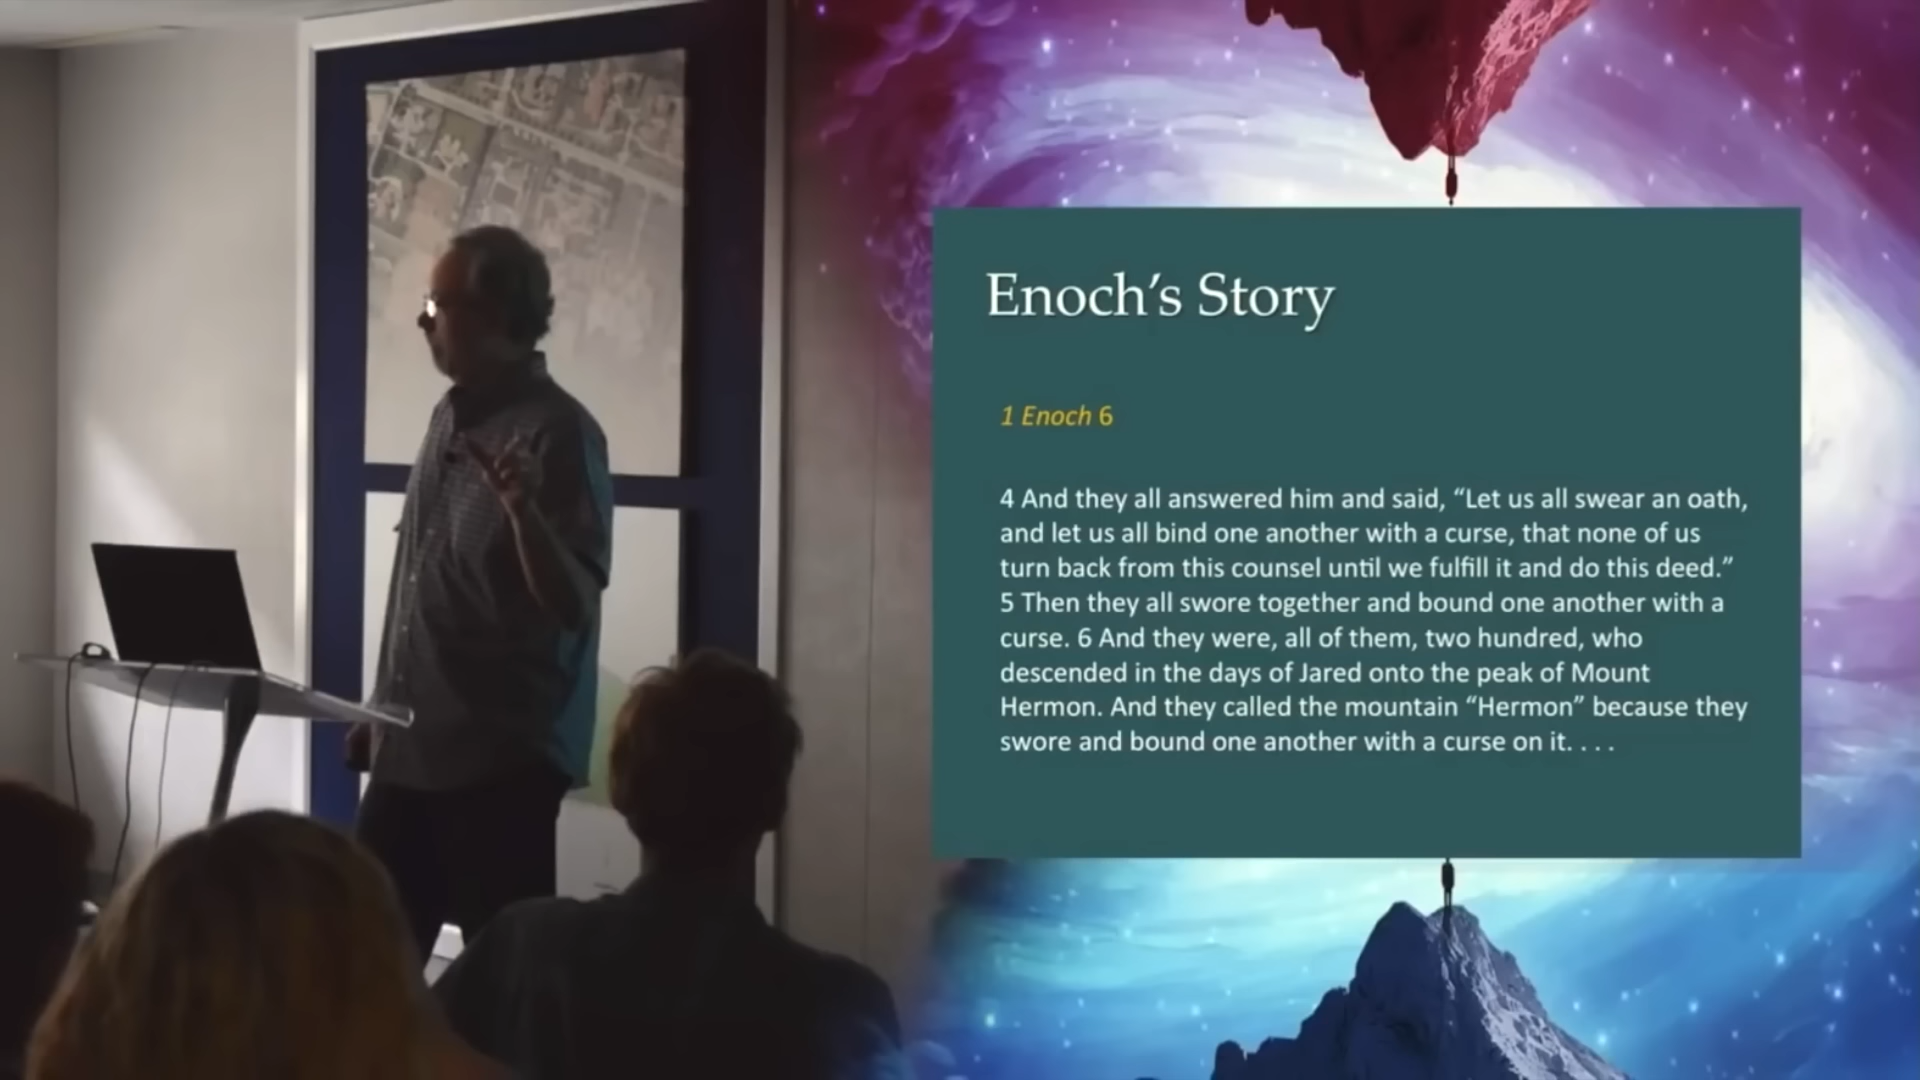 Enoch’s Story
1 Enoch 6
4 And they all answered him and said, “Let us all swear an oath,
and let us all bind one another with a curse, that none of us
turn back from this counsel until we fulfill it and do this deed.”
5 Then they all swore together and bound one another with a
curse. 6 And they were, all of them, two hundred, who
descended in the days of Jared onto the peak of Mount
Hermon. And they called the mountain “Hermon” because they
swore and bound one another with a curse on it. . . .